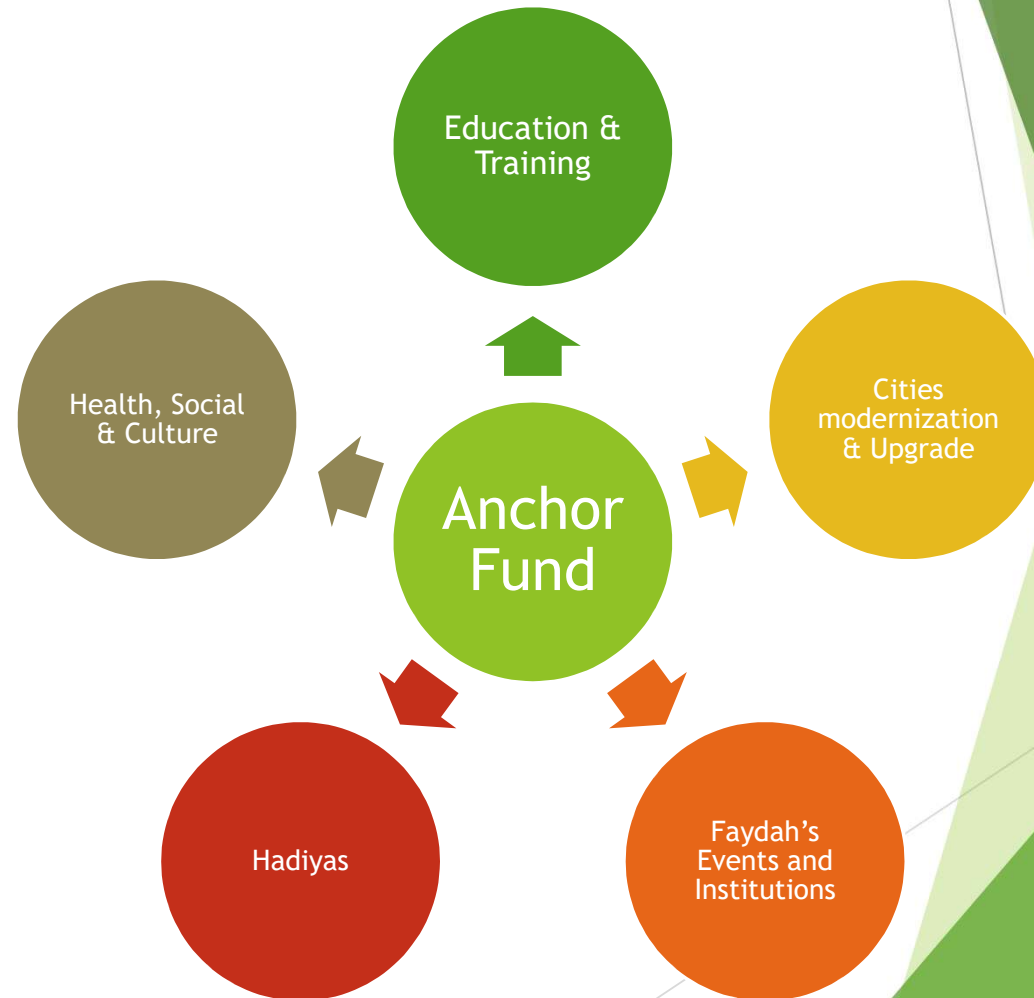 Education &
Training
Health, Social
& Culture
Cities
modernization
& Upgrade
Anchor
Fund
Hadiyas
Faydah’s
Events and
Institutions